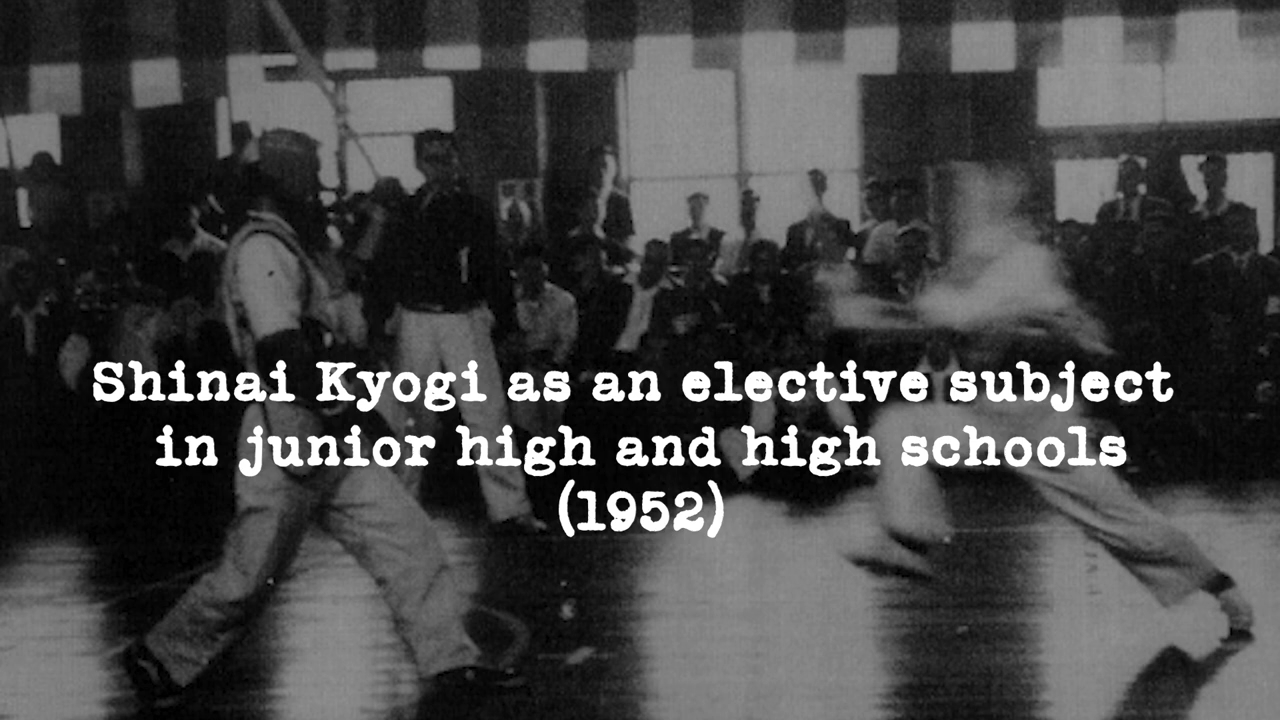 Shinai Kyogi as an elective subject
in junior high and high schools
(1952)